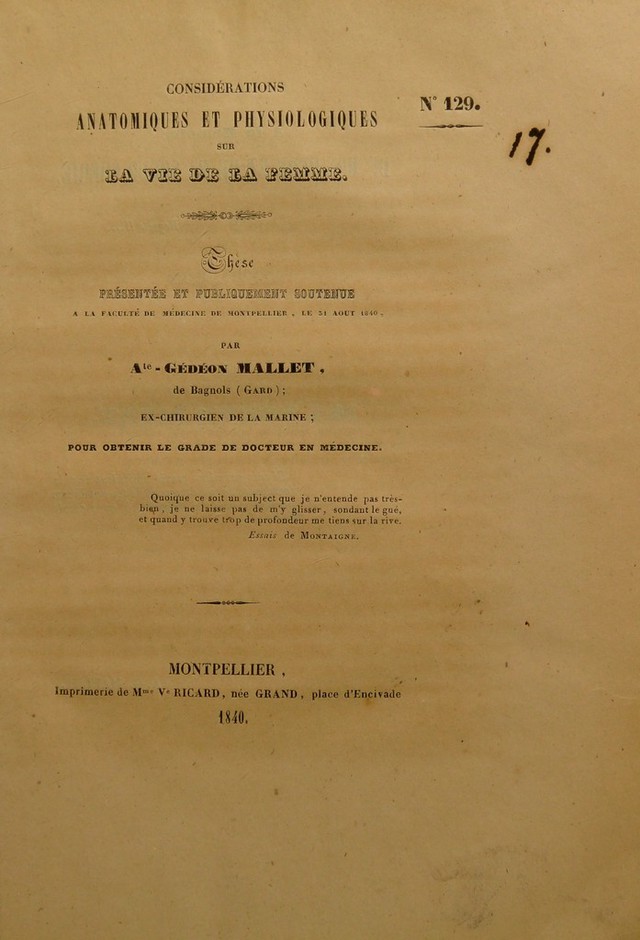 CONSIDÉRATIONS
ANATOMIQUES ET PHYSIOLOGIQUES
SUR
LA VIE DE LA FEMME.
N° 129.
17.
Thèse
PRÉSENTÉE ET PUBLIQUEMENT SOUTENUE
A LA FACULTÉ DE MÉDECINE DE MONTPELLIER, LE 31 AOUT 1840,
PAR
Ate - GÉDÉON MALLET,
de Bagnols (GARD);
EX-CHIRURGIEN DE LA MARINE;
POUR OBTENIR LE GRADE DE DOCTEUR EN MÉDECINE.
Quoique ce soit un subject que je n'entende pas très-
bien, je ne laisse pas de m'y glisser, sondant le gué,
et quand y trouve trop de profondeur me tiens sur la rive.
Essais de MONTAIGNE.
MONTPELLIER,
Imprimerie de Mme Ve RICARD, née GRAND, place d'Encivade
1840.